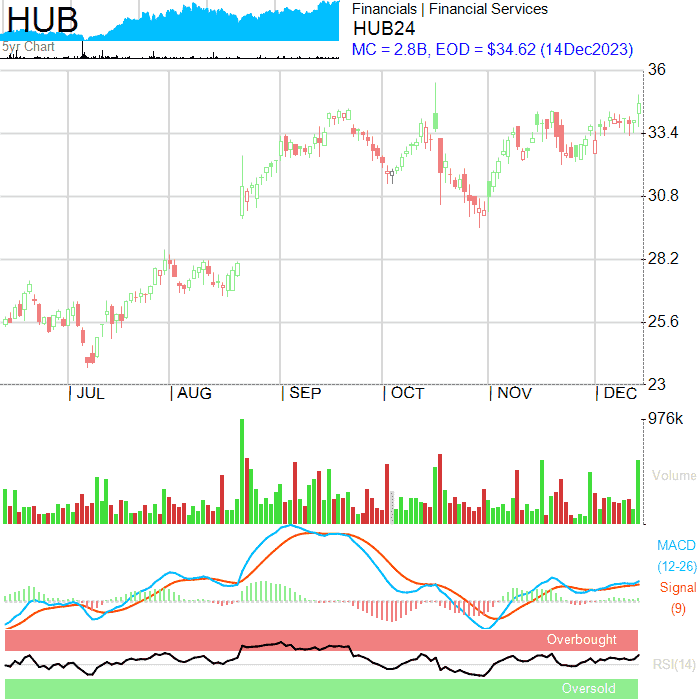 HUB
5yr Chart
Financials | Financial Services
HUB24
MC = 2.8B, EOD = $34.62 (14Dec2023)
36
33.4
30.8
28.2
25.6
23
| JUL | AUG | SEP | OCT | NOV | DEC
976k
Volume
MACD
(12-26)
Signal
(9)
Overbought
RSI(14)
Oversold